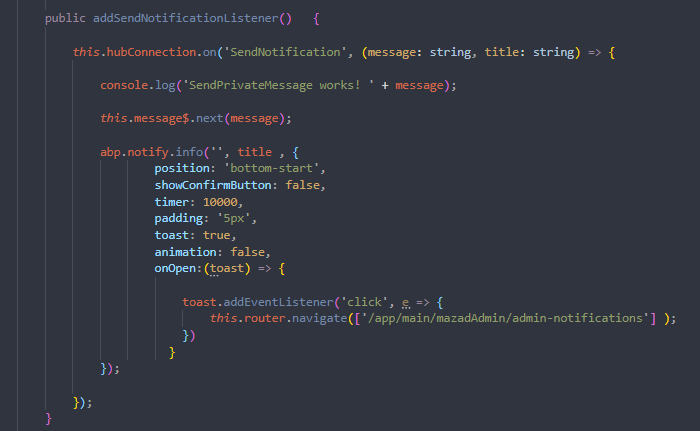 public addSendNotificationListener()   {
this.hubConnection.on('SendNotification', (message: string, title: string) => {
console.log('SendPrivateMessage works! ' + message);
this.message$.next(message);
abp.notify.info('', title , {
position: 'bottom-start',
showConfirmButton: false,
timer: 10000,
padding: '5px',
toast: true,
animation: false,
onOpen:(toast) => {
toast.addEventListener('click', e => {
this.router.navigate(['/app/main/mazadAdmin/admin-notifications'] );
})
}
});
});
}